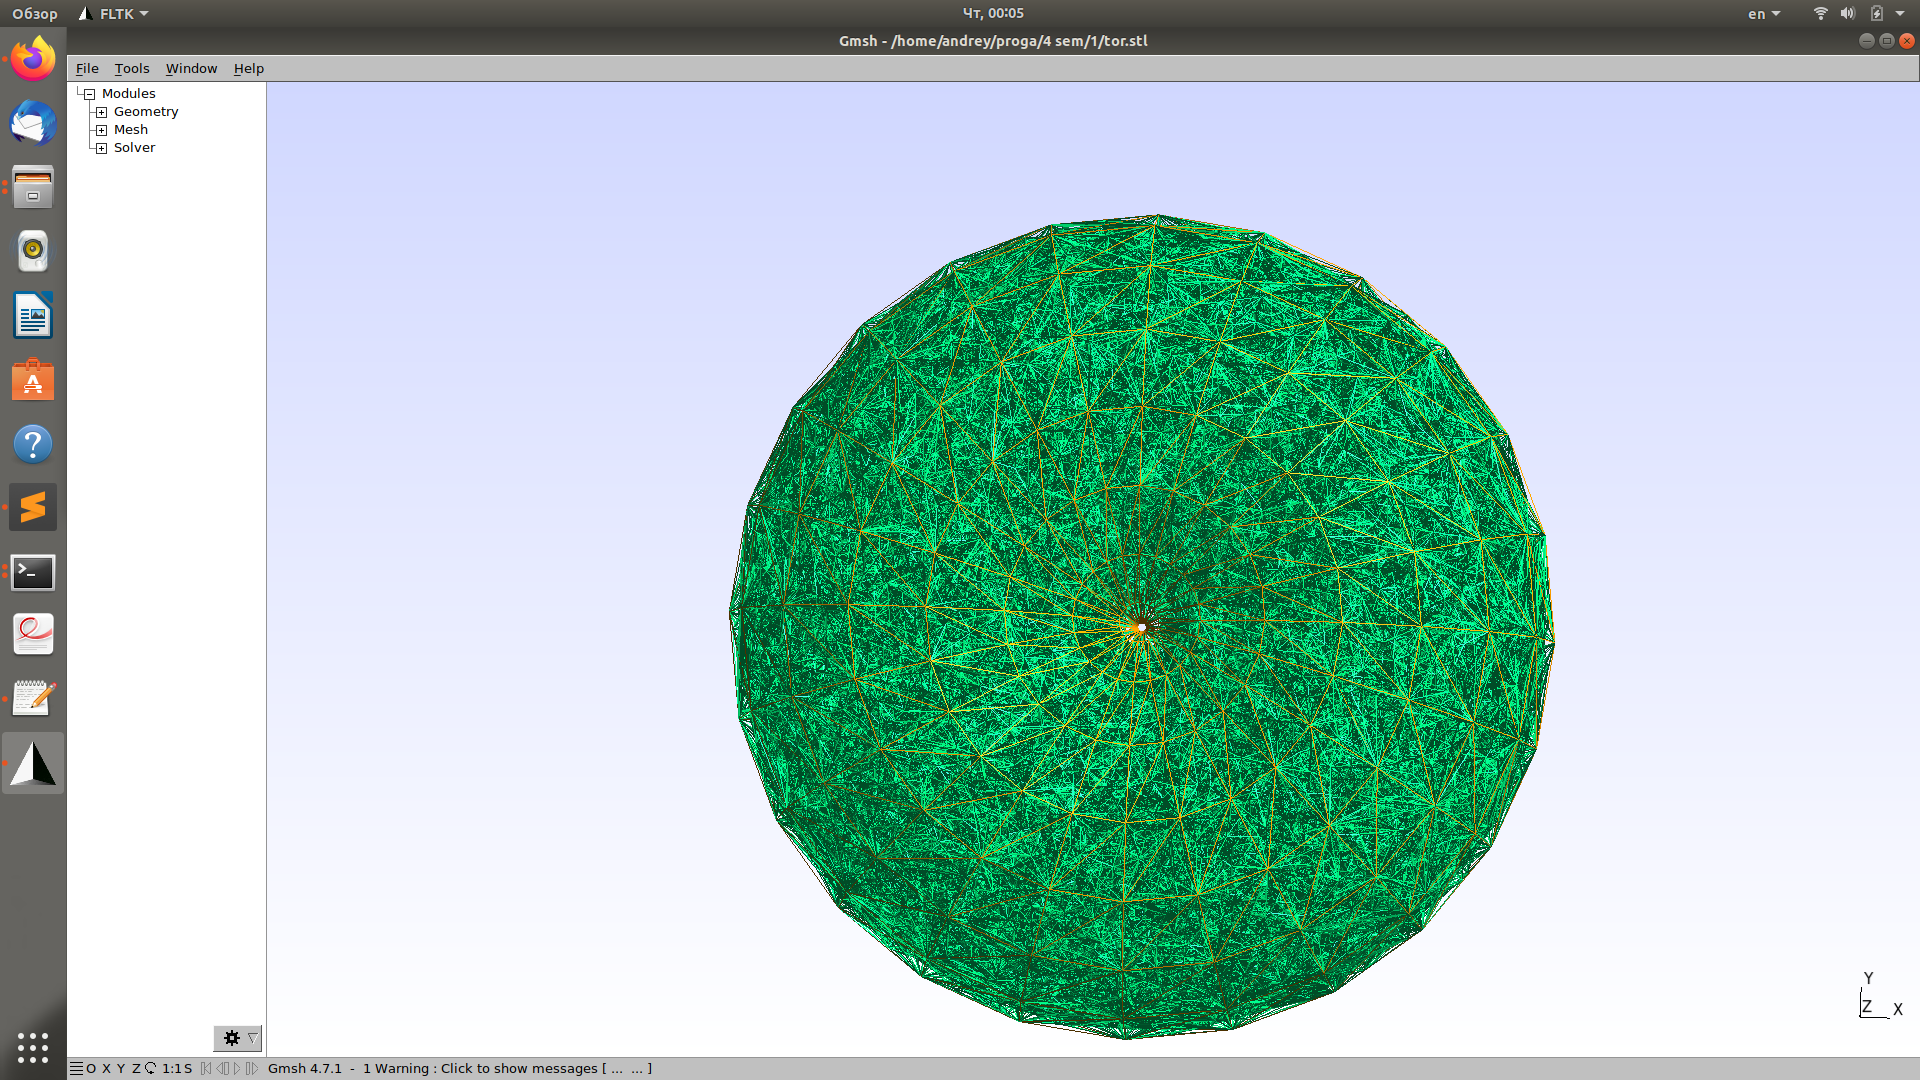 Обзор FLTK Чт, 00:05 en
Gmsh - /home/andrey/proga/4 sem/1/tor.stl
File Tools Window Help
Modules
Geometry
Mesh
Solver
Y
Z X
O X Y Z 1:1 S Gmsh 4.7.1 - 1 Warning : Click to show messages [ ... ... ]